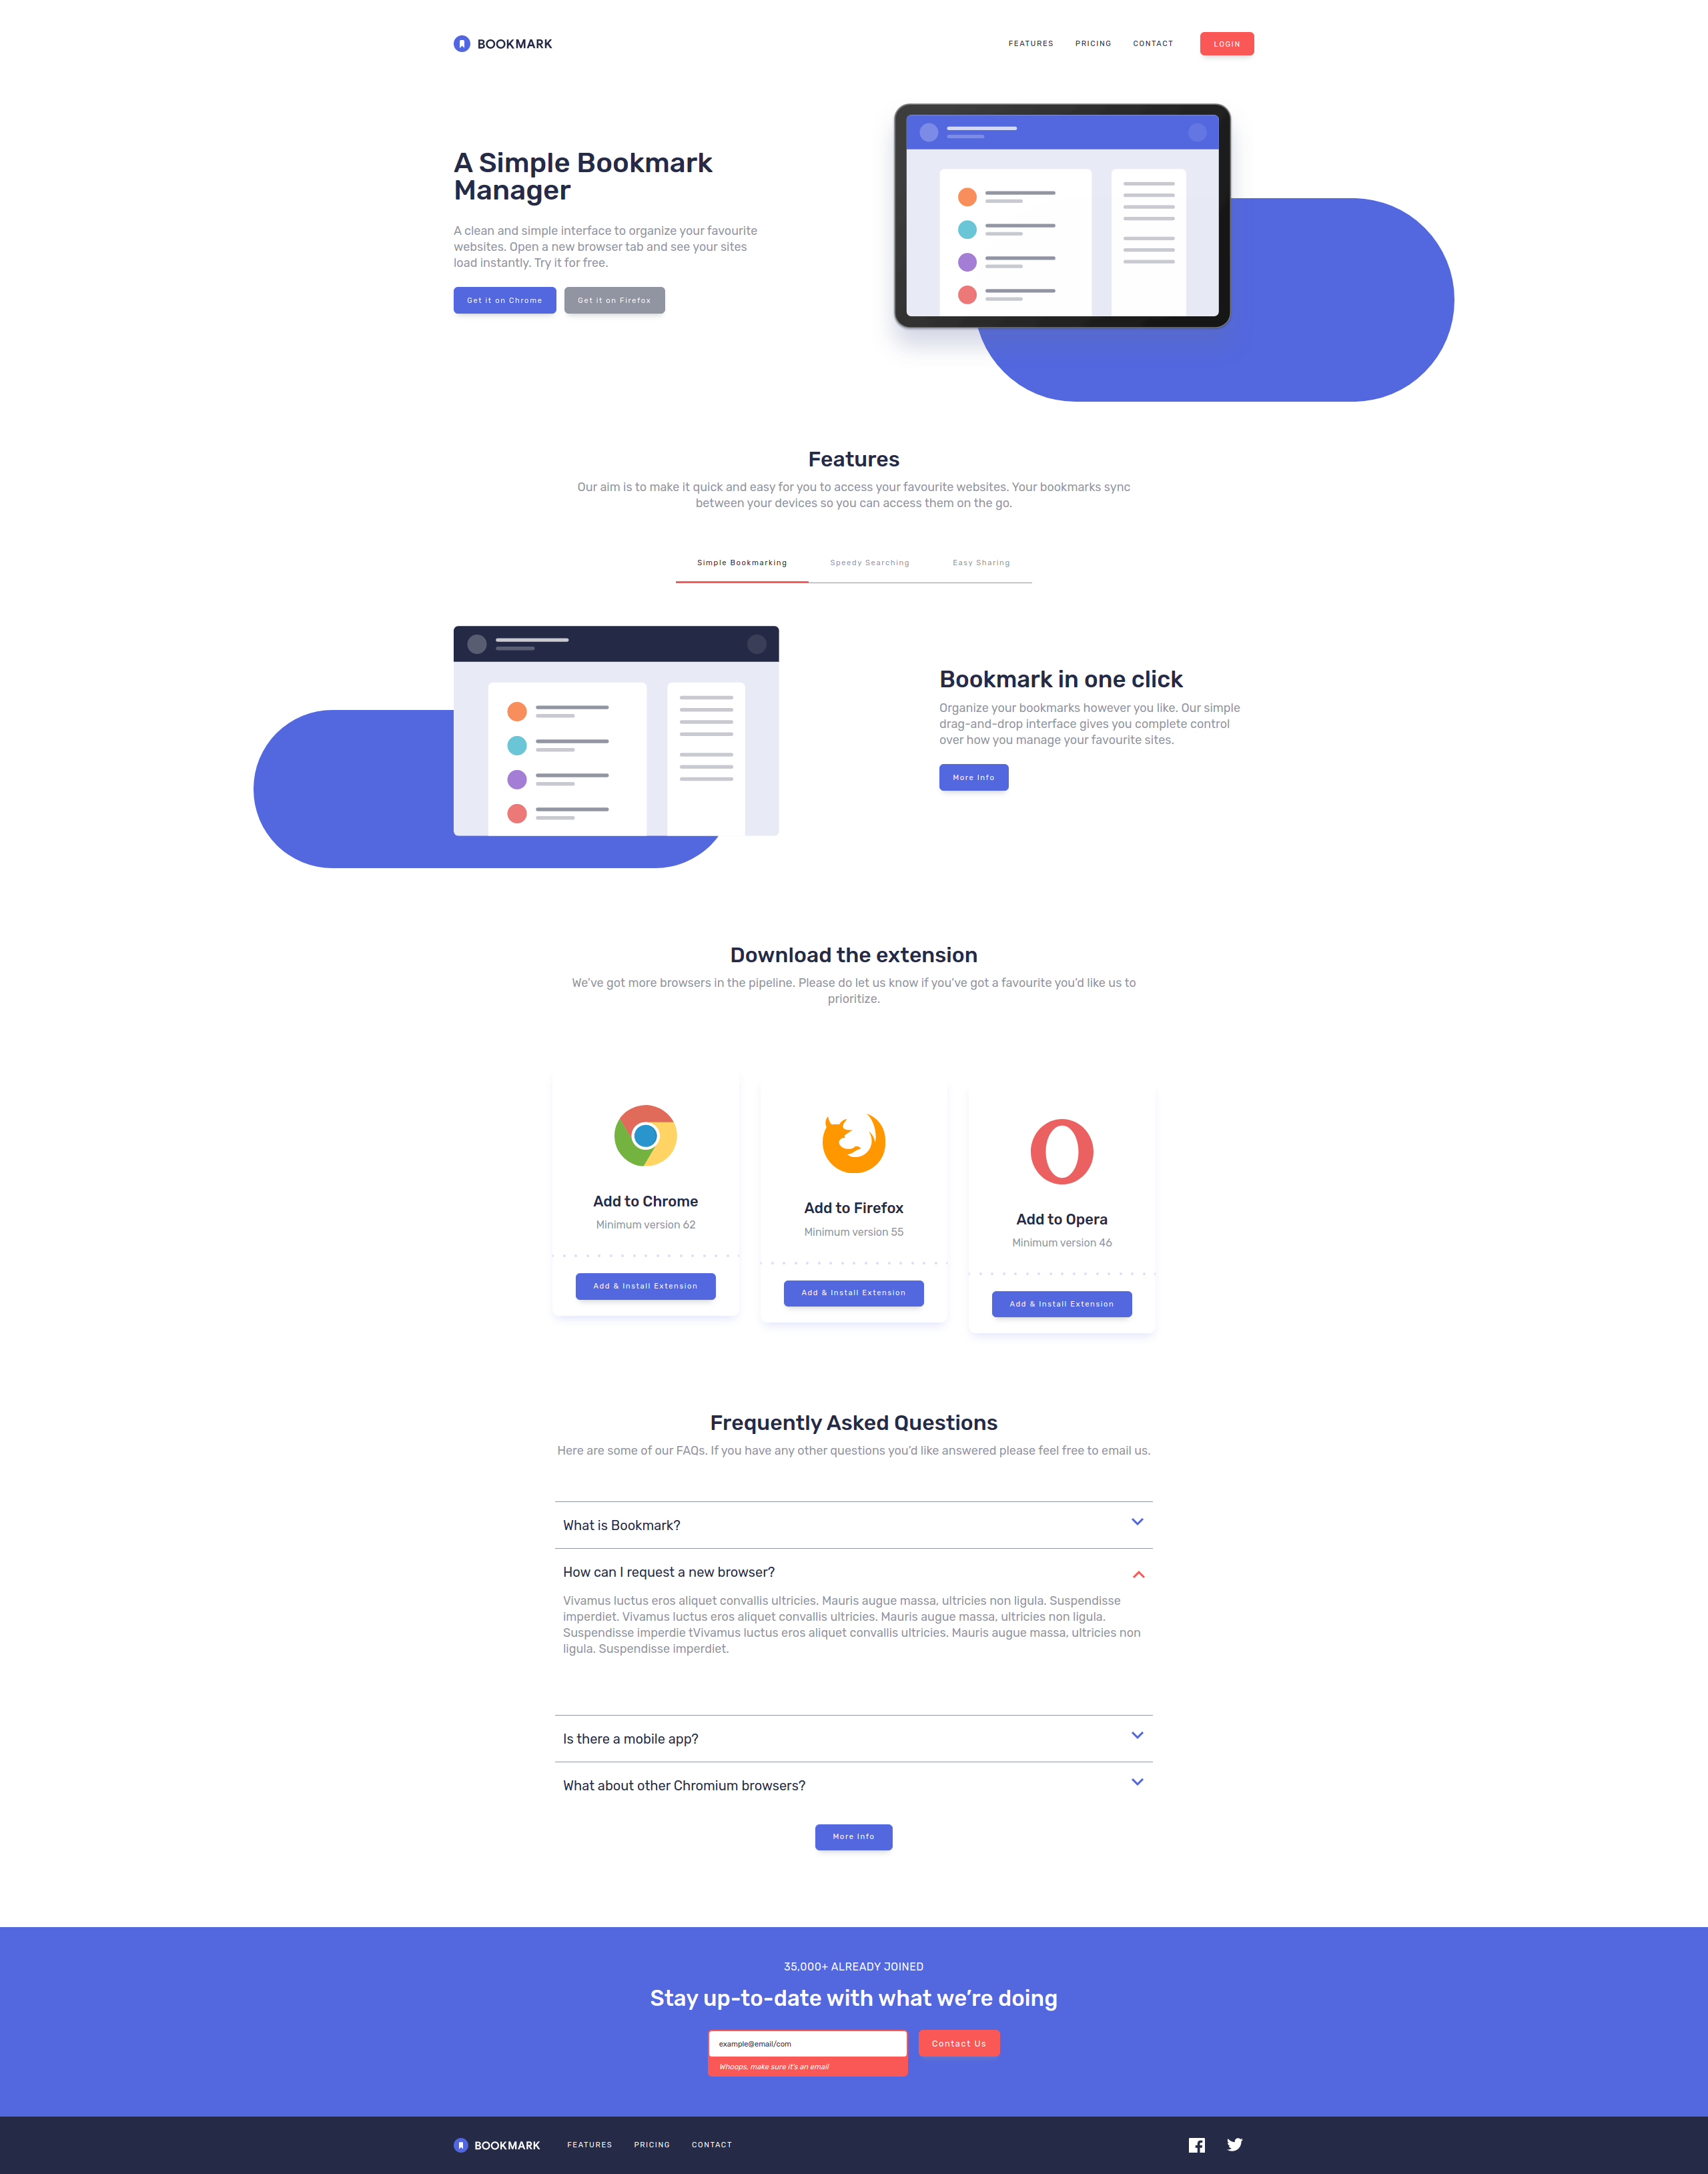 BOOKMARK
FEATURES PRICING CONTACT LOGIN
A Simple Bookmark
Manager
A clean and simple interface to organize your favourite
websites. Open a new browser tab and see your sites
load instantly. Try it for free.
Get it on Chrome Get it on Firefox
Features
Our aim is to make it quick and easy for you to access your favourite websites. Your bookmarks sync
between your devices so you can access them on the go.
Simple Bookmarking Speedy Searching Easy Sharing
Bookmark in one click
Organize your bookmarks however you like. Our simple
drag-and-drop interface gives you complete control
over how you manage your favourite sites.
More Info
Download the extension
We've got more browsers in the pipeline. Please do let us know if you've got a favourite you'd like us to
prioritize.
Add to Chrome
Minimum version 62
Add & Install Extension
Add to Firefox
Minimum version 55
Add & Install Extension
Add to Opera
Minimum version 46
Add & Install Extension
Frequently Asked Questions
Here are some of our FAQs. If you have any other questions you'd like answered please feel free to email us.
What is Bookmark?
How can I request a new browser?
Vivamus luctus eros aliquet convallis ultricies. Mauris augue massa, ultricies non ligula. Suspendisse
imperdiet. Vivamus luctus eros aliquet convallis ultricies. Mauris augue massa, ultricies non ligula.
Suspendisse imperdie tVivamus luctus eros aliquet convallis ultricies. Mauris augue massa, ultricies non
ligula. Suspendisse imperdiet.
Is there a mobile app?
What about other Chromium browsers?
More Info
35,000+ ALREADY JOINED
Stay up-to-date with what we’re doing
example@email/com
Contact Us
Whoops, make sure it's an email
BOOKMARK FEATURES PRICING CONTACT